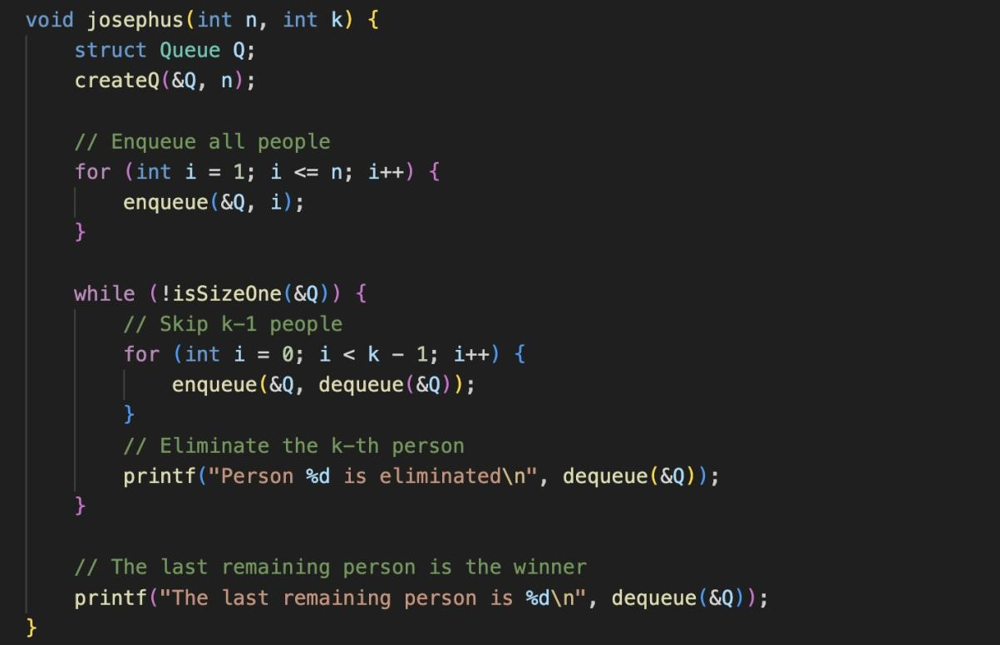 void josephus(int n, int k) {
    struct Queue Q;
    createQ(&Q, n);

    // Enqueue all people
    for (int i = 1; i <= n; i++) {
        enqueue(&Q, i);
    }

    while (!isSizeOne(&Q)) {
        // Skip k-1 people
        for (int i = 0; i < k - 1; i++) {
            enqueue(&Q, dequeue(&Q));
        }
        // Eliminate the k-th person
        printf("Person %d is eliminated\n", dequeue(&Q));
    }

    // The last remaining person is the winner
    printf("The last remaining person is %d\n", dequeue(&Q));
}